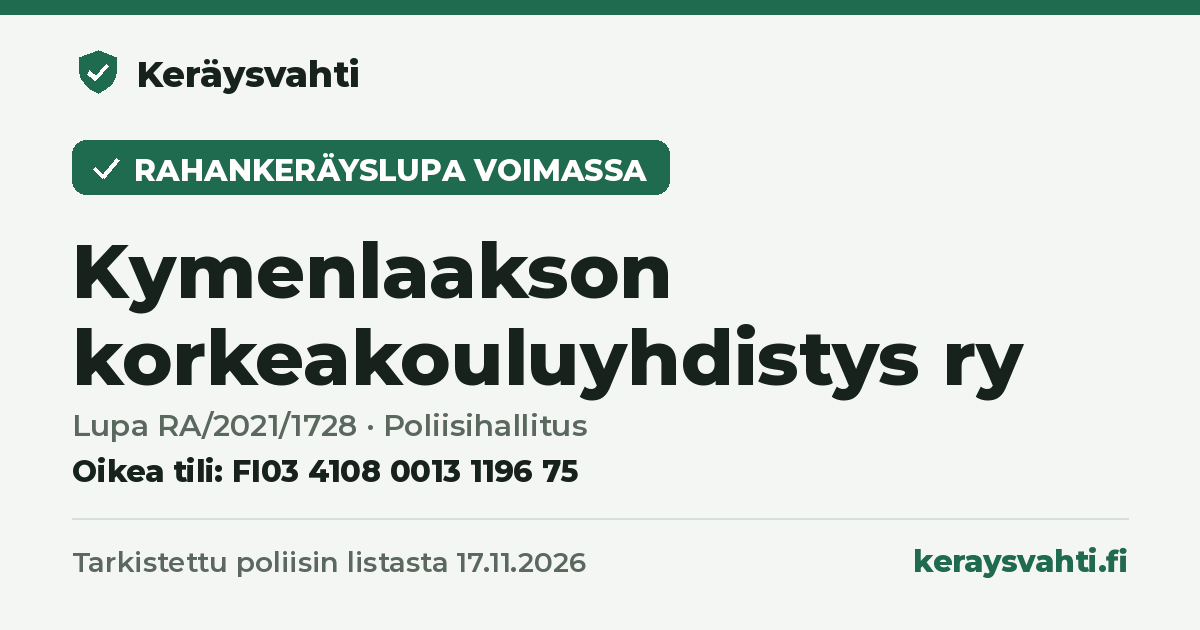 Keräysvahti
RAHANKERÄYSLUPA VOIMASSA
Kymenlaakson
korkeakouluyhdistys ry
Lupa RA/2021/1728 · Poliisihallitus
Oikea tili: FI03 4108 0013 1196 75
Tarkistettu poliisin listasta 17.11.2026
keraysvahti.fi